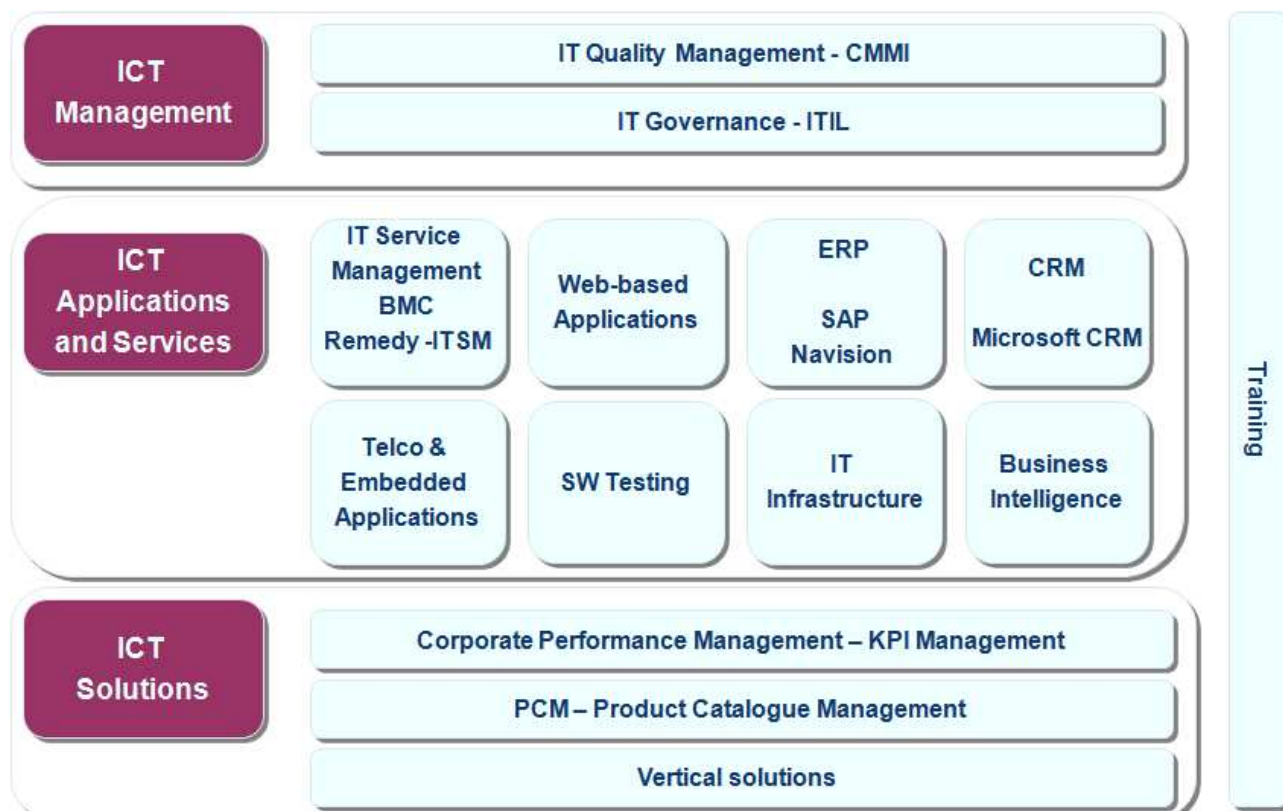 ICT
Management
IT Quality Management - CMMI
IT Governance - ITIL
ICT
Applications
and Services
IT Service
Management
BMC
Remedy -ITSM
Web-based
Applications
ERP
SAP
Navision
CRM
Microsoft CRM
Telco &
Embedded
Applications
SW Testing
IT
Infrastructure
Business
Intelligence
ICT
Solutions
Corporate Performance Management – KPI Management
PCM – Product Catalogue Management
Vertical solutions
Training